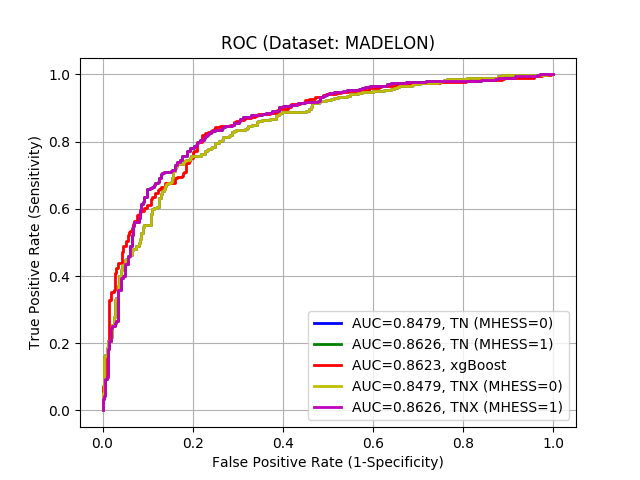 ROC (Dataset: MADELON)
True Positive Rate (Sensitivity)
1.0
0.8
0.6
0.4
0.2
0.0
AUC=0.8479, TN (MHESS=0)
AUC=0.8626, TN (MHESS=1)
AUC=0.8623, xgBoost
AUC=0.8479, TNX (MHESS=0)
AUC=0.8626, TNX (MHESS=1)
0.0 0.2 0.4 0.6 0.8 1.0
False Positive Rate (1-Specificity)